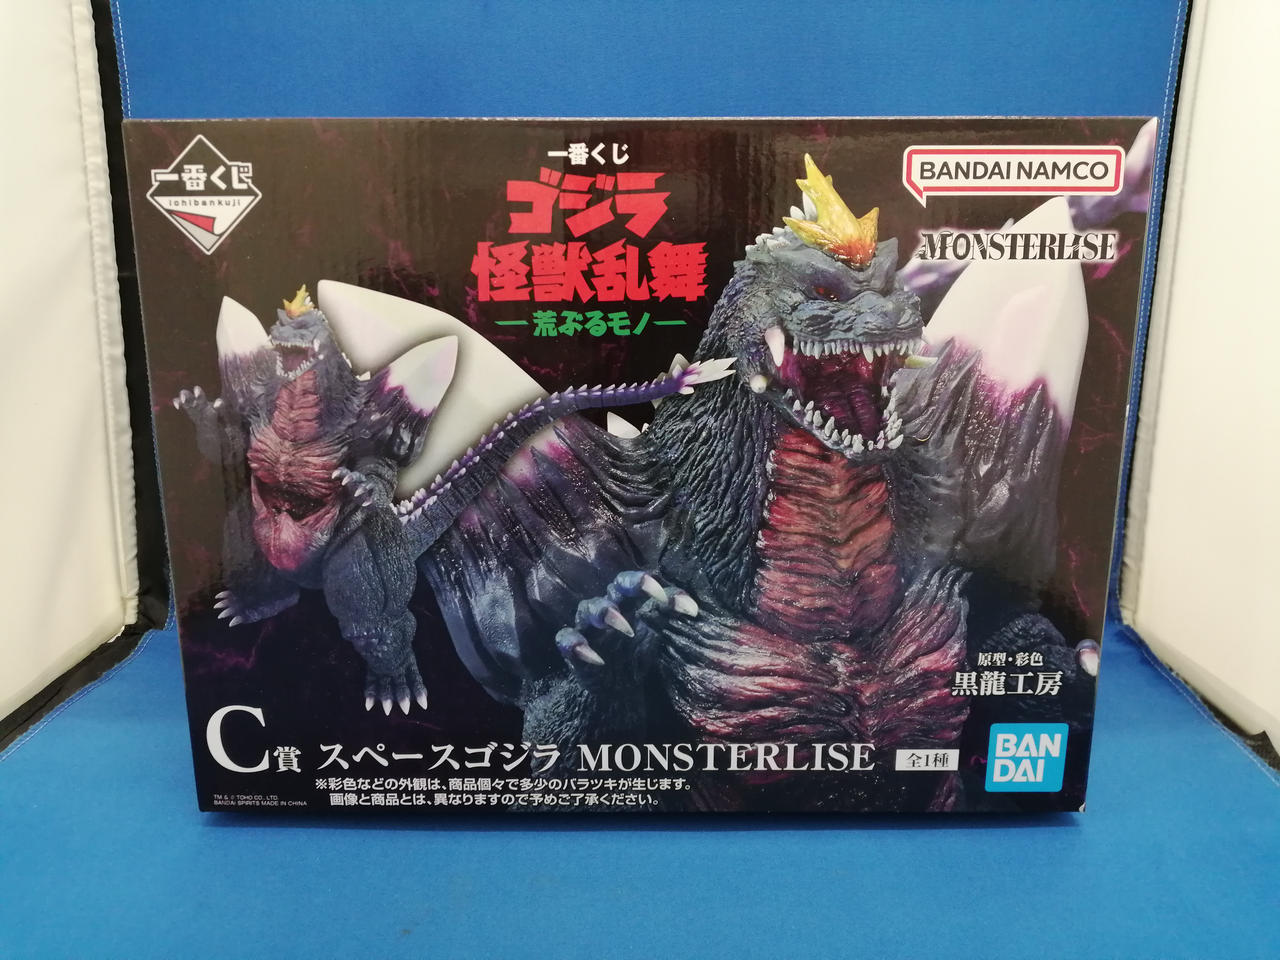 一番くじ
ichibankuji
一番くじ
ゴジラ
怪獣乱舞
―荒ぶるモノ―
BANDAI NAMCO
MONSTERLISE
原型・彩色
黒龍工房
C賞 スペースゴジラ MONSTERLISE 全1種
※彩色などの外観は、商品個々で多少のバラツキが生じます。
画像と商品とは、異なりますので予めご了承ください。
TM & © TOHO CO., LTD.
BANDAI SPIRITS MADE IN CHINA
BAN
DAI